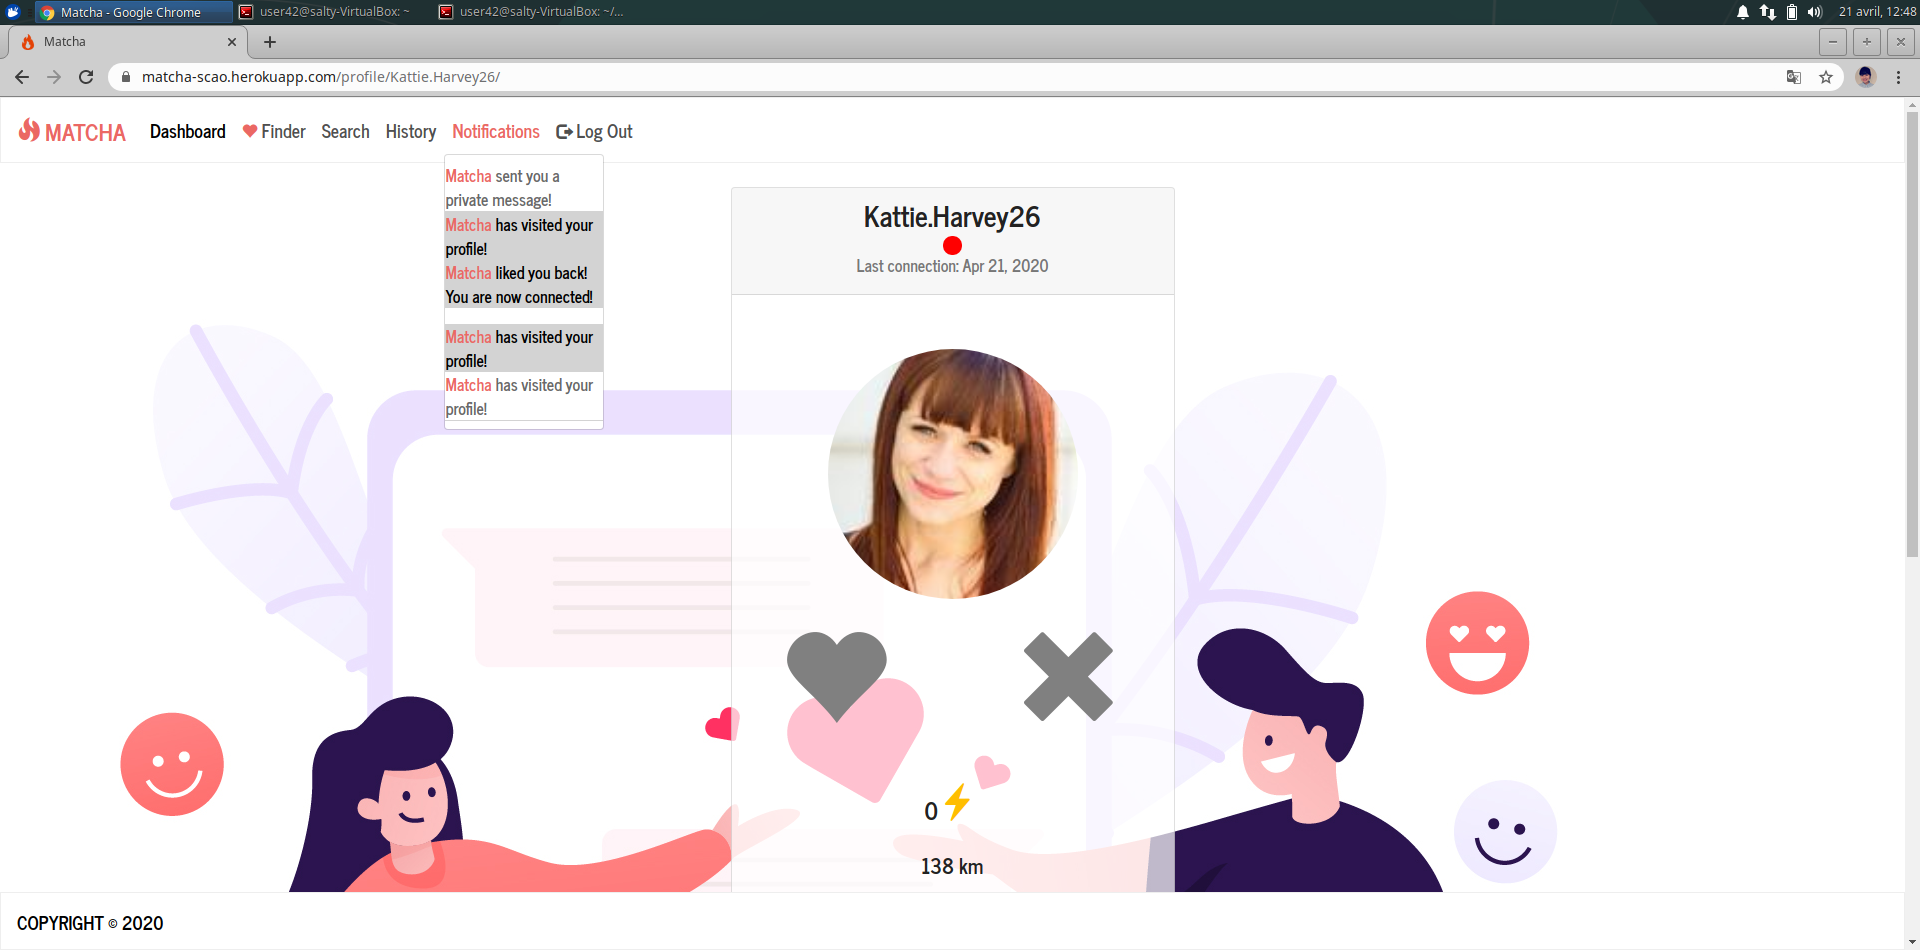 Matcha - Google Chrome
user42@salty-VirtualBox: ~
user42@salty-VirtualBox: ~/...
21 avril, 12:48
Matcha
matcha-scao.herokuapp.com/profile/Kattie.Harvey26/
MATCHA Dashboard Finder Search History Notifications Log Out
Matcha sent you a
private message!
Matcha has visited your
profile!
Matcha liked you back!
You are now connected!
Matcha has visited your
profile!
Matcha has visited your
profile!
Kattie.Harvey26
Last connection: Apr 21, 2020
0
138 km
COPYRIGHT © 2020